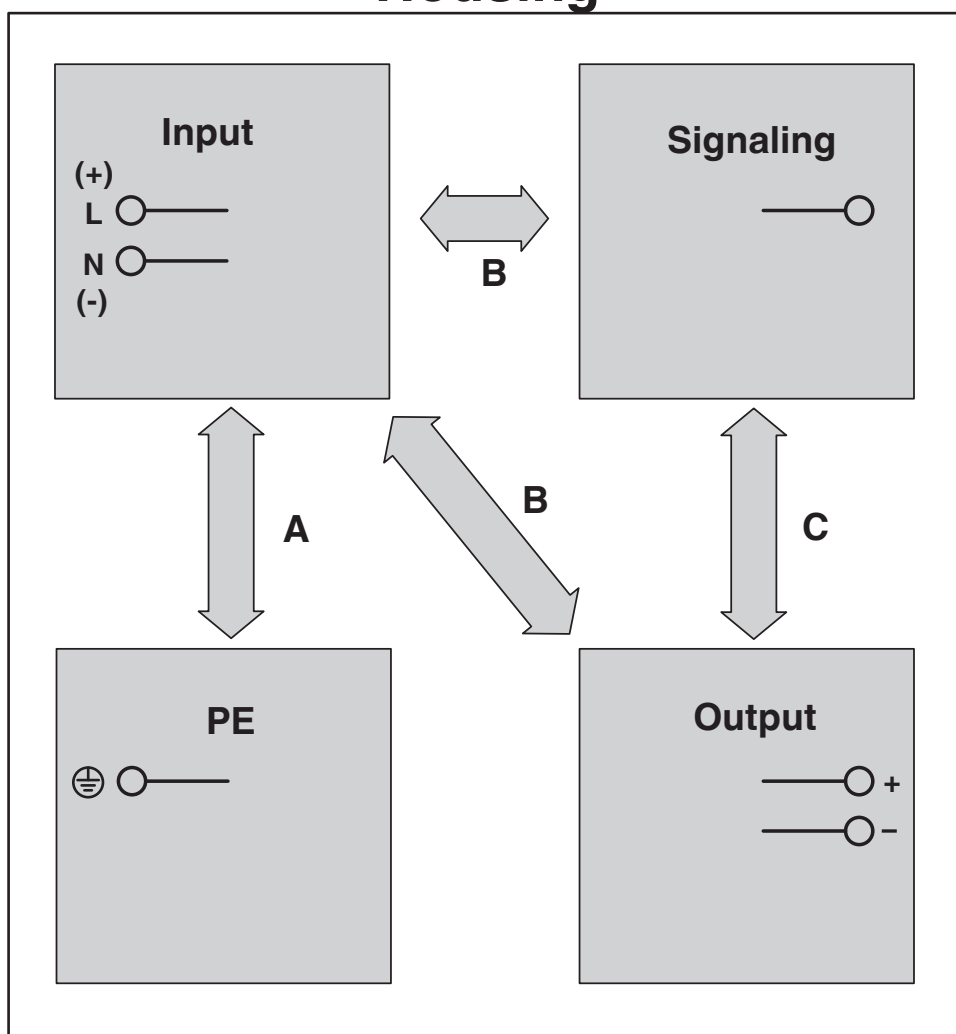 Housing
Input
(+)
L
N
(-)
Signaling
B
A
B
C
PE
Output
+
–